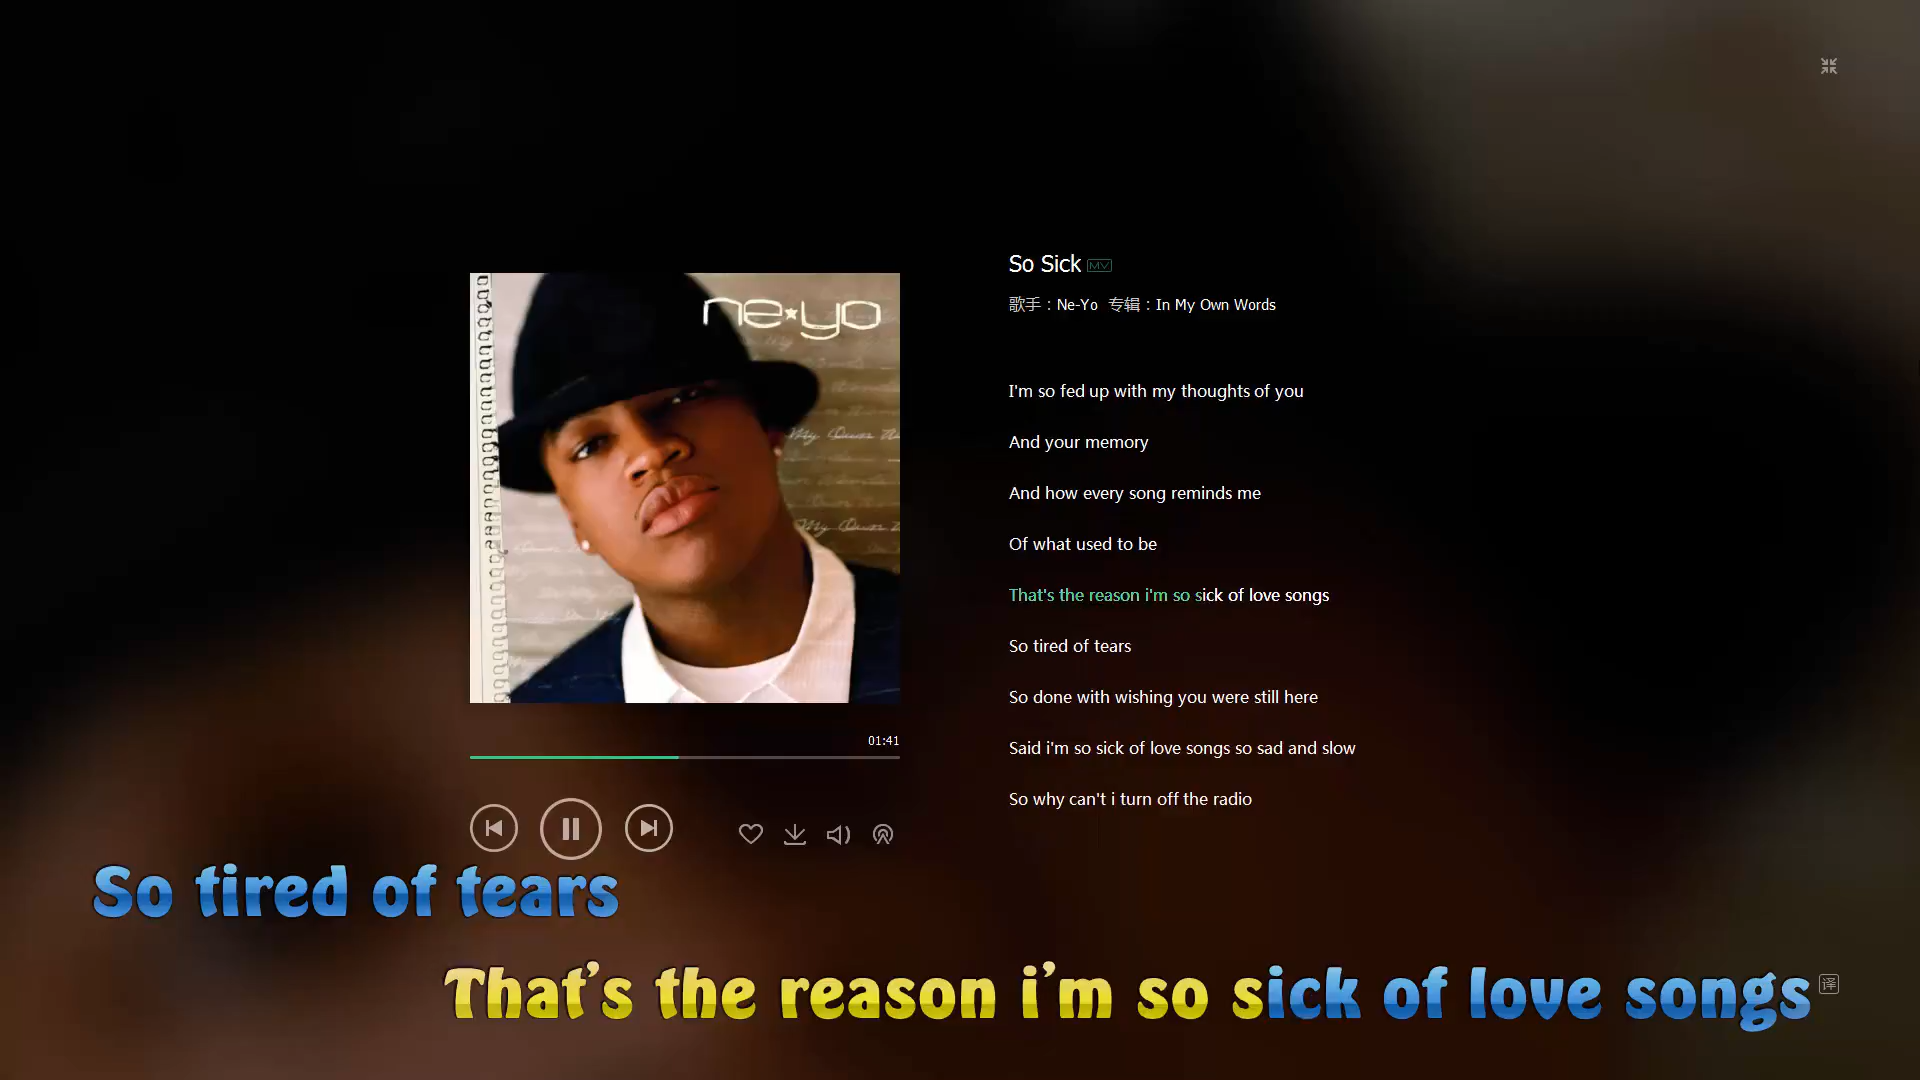 ne★yo
So Sick MV
歌手：Ne-Yo 专辑：In My Own Words
I'm so fed up with my thoughts of you
And your memory
And how every song reminds me
Of what used to be
That's the reason i'm so sick of love songs
So tired of tears
So done with wishing you were still here
Said i'm so sick of love songs so sad and slow
So why can't i turn off the radio
01:41
So tired of tears
That's the reason i'm so sick of love songs
译